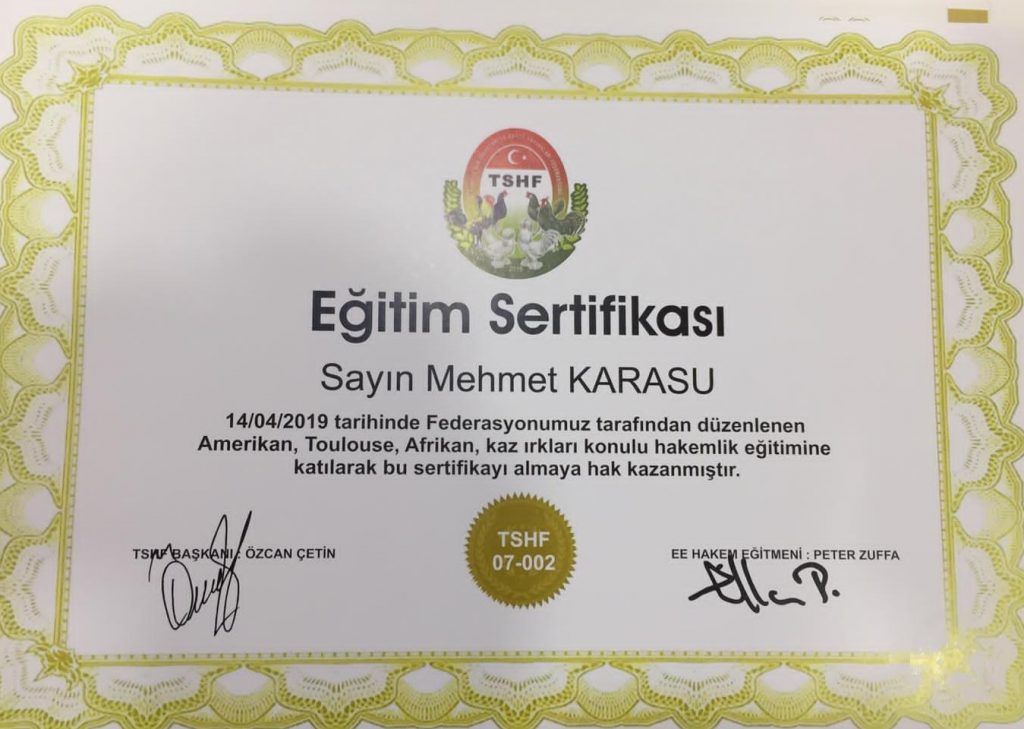 TSHF
2016
Eğitim Sertifikası
Sayın Mehmet KARASU
14/04/2019 tarihinde Federasyonumuz tarafından düzenlenen
Amerikan, Toulouse, Afrikan, kaz ırkları konulu hakemlik eğitimine
katılarak bu sertifikayı almaya hak kazanmıştır.
TSHF BAŞKANI : ÖZCAN ÇETİN
TSHF
07-002
EE HAKEM EĞİTMENİ : PETER ZUFFA